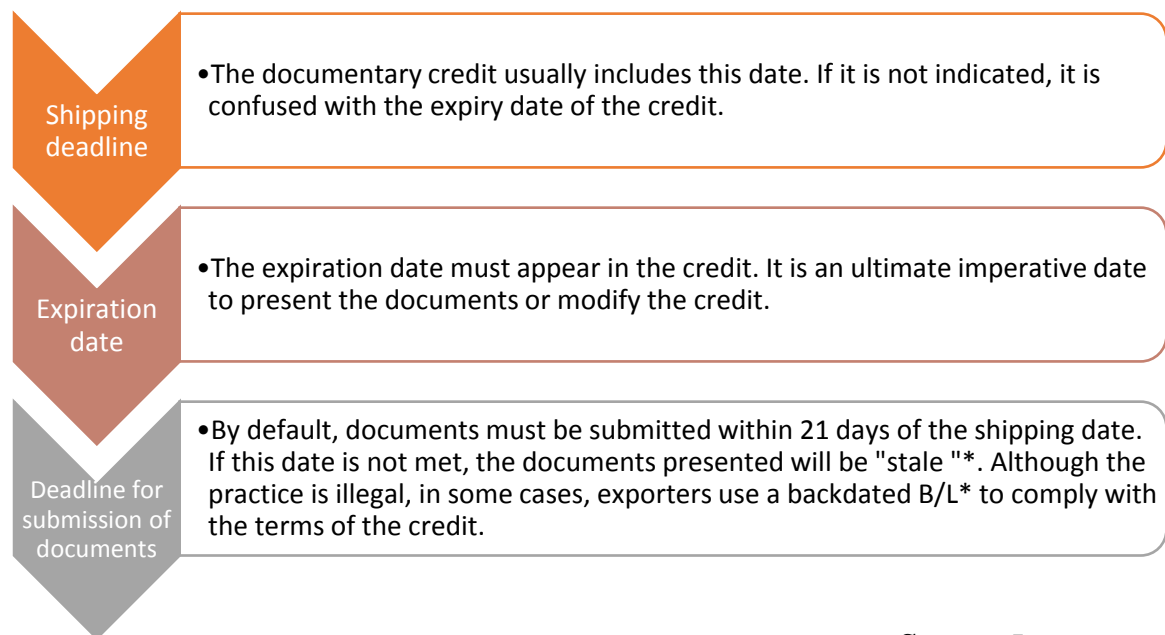 Shipping
deadline
•The documentary credit usually includes this date. If it is not indicated, it is
confused with the expiry date of the credit.
Expiration
date
•The expiration date must appear in the credit. It is an ultimate imperative date
to present the documents or modify the credit.
Deadline for
submission of
documents
•By default, documents must be submitted within 21 days of the shipping date.
If this date is not met, the documents presented will be "stale "*. Although the
practice is illegal, in some cases, exporters use a backdated B/L* to comply with
the terms of the credit.